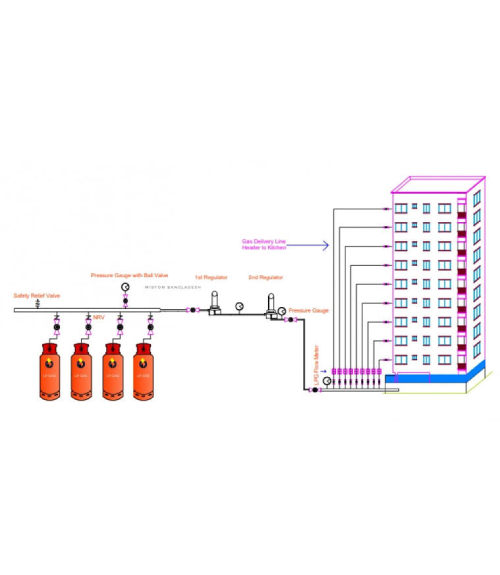 Gas Delivery Line
Heater to Kitchen
Pressure Gauge with Ball Valve
1st Regulator
2nd Regulator
MISTON BANGLADESH
Safety Relief Valve
NRV
Pressure Gauge
LPG Flow Meter